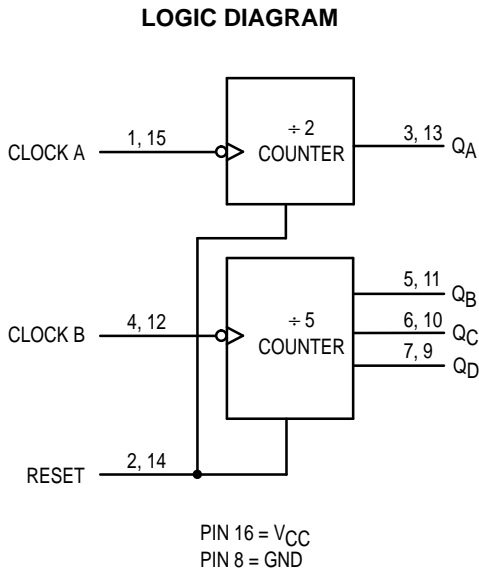 LOGIC DIAGRAM
CLOCK A
1, 15
÷ 2
COUNTER
3, 13
QA
CLOCK B
4, 12
÷ 5
COUNTER
5, 11
QB
6, 10
QC
7, 9
QD
RESET
2, 14
PIN 16 = VCC
PIN 8 = GND